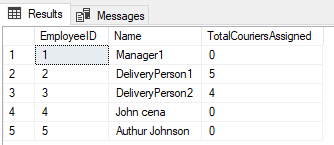 Results Messages
EmployeeID Name TotalCouriersAssigned
1 1 Manager1 0
2 2 DeliveryPerson1 5
3 3 DeliveryPerson2 4
4 4 John cena 0
5 5 Authur Johnson 0